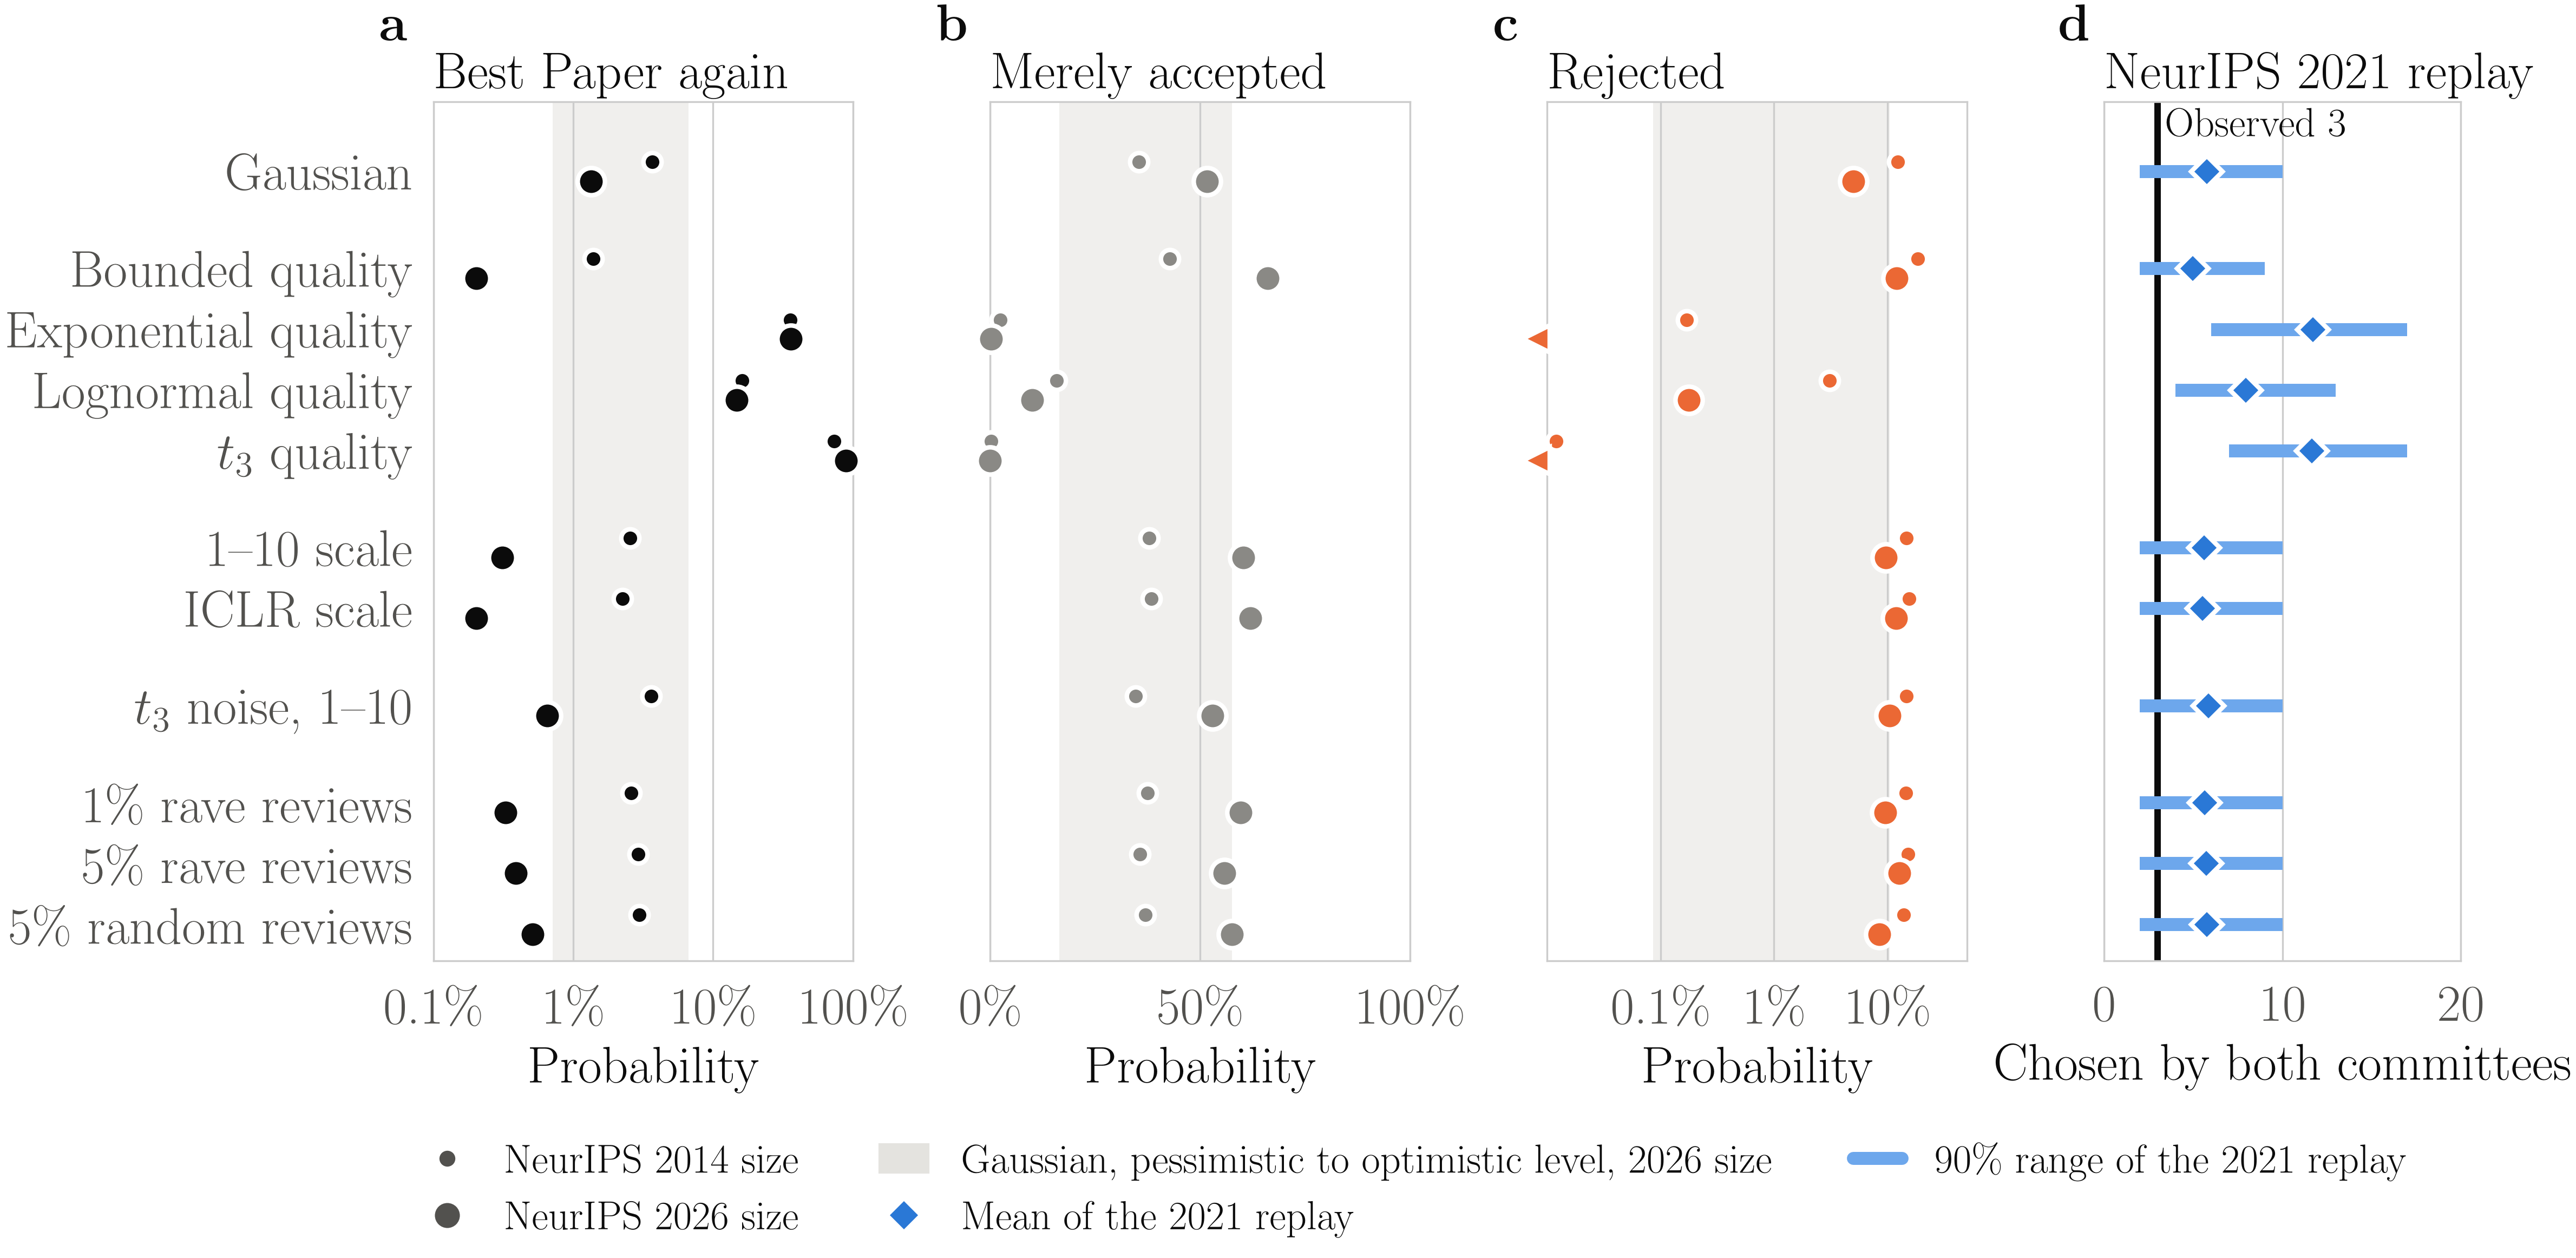 a
Best Paper again
b
Merely accepted
c
Rejected
d
NeurIPS 2021 replay
Observed 3
Gaussian
Bounded quality
Exponential quality
Lognormal quality
t₃ quality
1–10 scale
ICLR scale
t₃ noise, 1–10
1% rave reviews
5% rave reviews
5% random reviews
0.1% 1% 10% 100%
Probability
0% 50% 100%
Probability
0.1% 1% 10%
Probability
0 10 20
Chosen by both committees
NeurIPS 2014 size
NeurIPS 2026 size
Gaussian, pessimistic to optimistic level, 2026 size
Mean of the 2021 replay
90% range of the 2021 replay